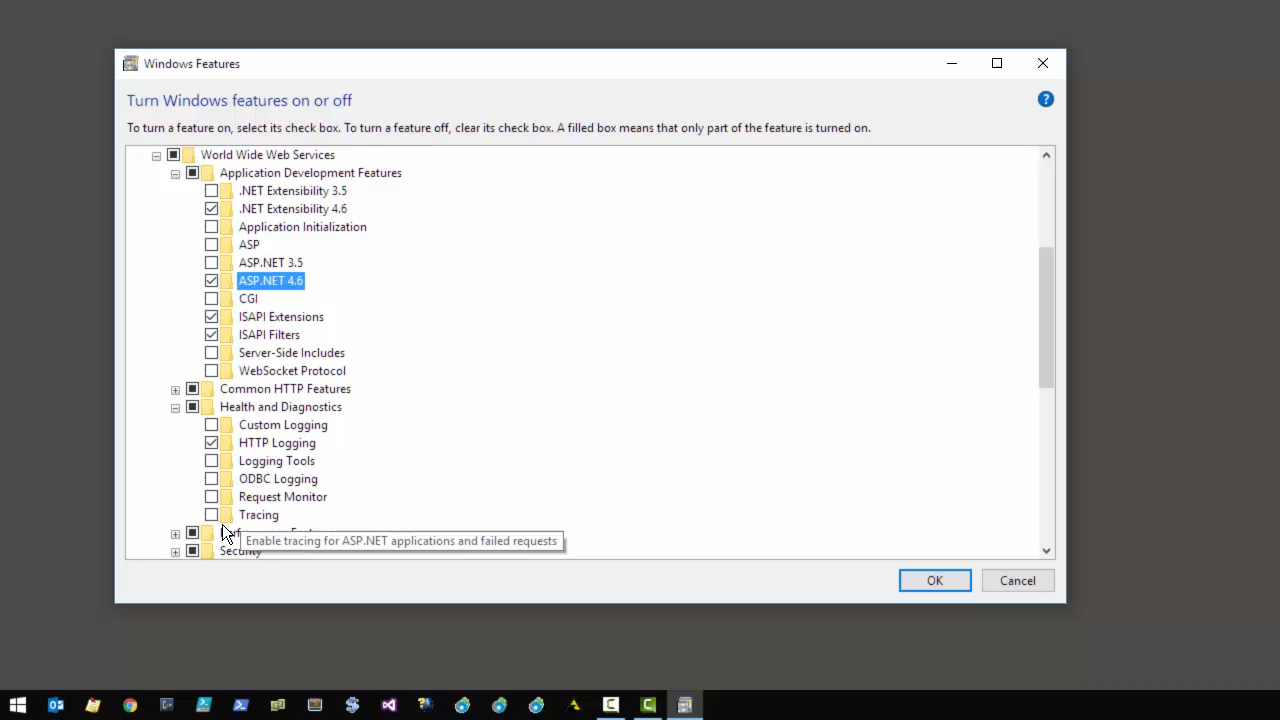 Windows Features
Turn Windows features on or off
To turn a feature on, select its check box. To turn a feature off, clear its check box. A filled box means that only part of the feature is turned on.
World Wide Web Services
Application Development Features
.NET Extensibility 3.5
.NET Extensibility 4.6
Application Initialization
ASP
ASP.NET 3.5
ASP.NET 4.6
CGI
ISAPI Extensions
ISAPI Filters
Server-Side Includes
WebSocket Protocol
Common HTTP Features
Health and Diagnostics
Custom Logging
HTTP Logging
Logging Tools
ODBC Logging
Request Monitor
Tracing
Enable tracing for ASP.NET applications and failed requests
Security
OK
Cancel